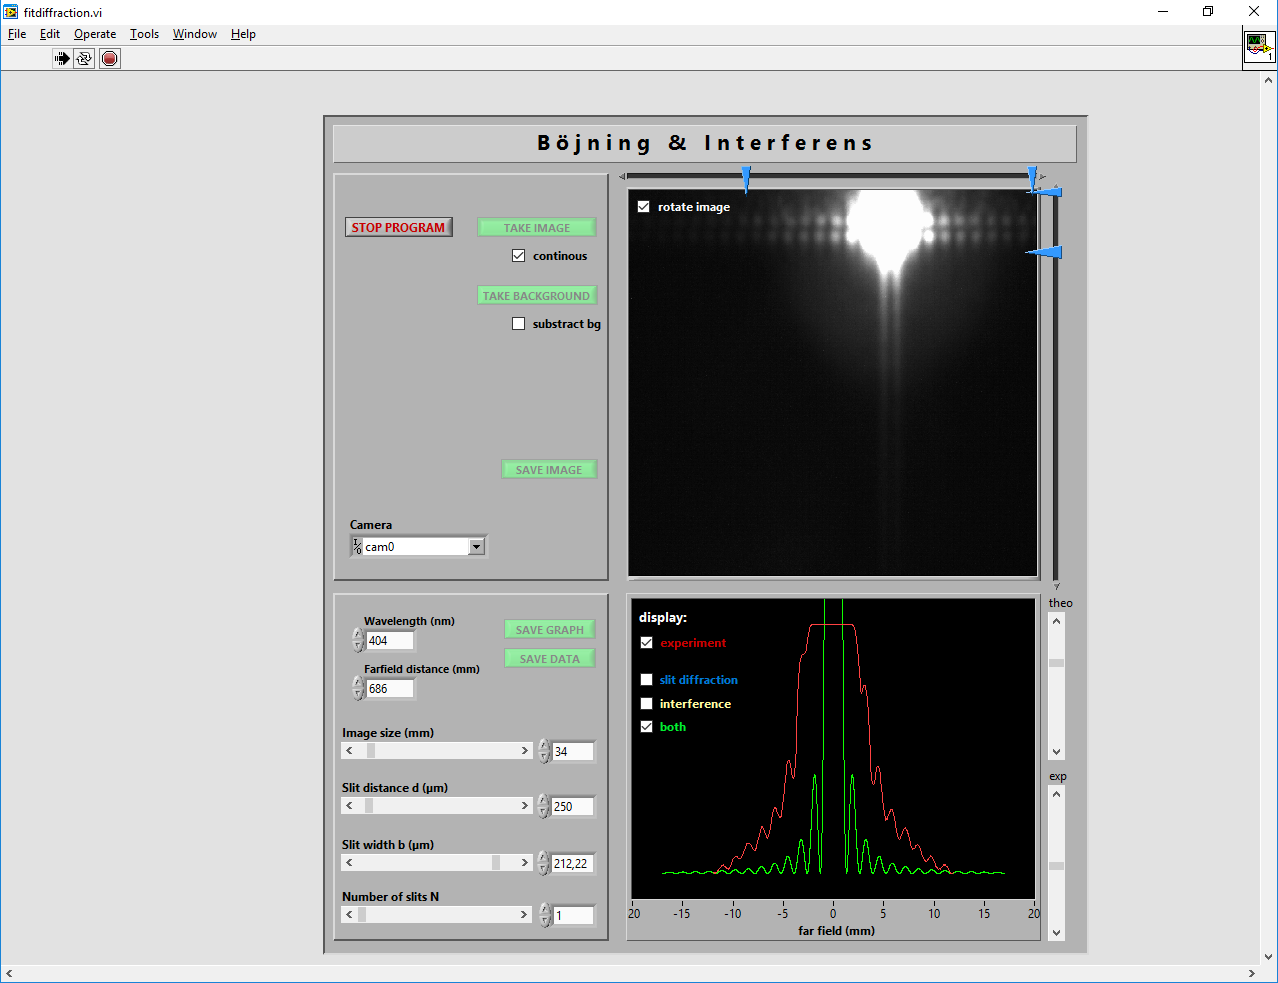 fitdiffraction.vi
File Edit Operate Tools Window Help
1
Böjning & Interferens
STOP PROGRAM
TAKE IMAGE
continous
TAKE BACKGROUND
substract bg
SAVE IMAGE
Camera
I/0 cam0
rotate image
Wavelength (nm)
404
SAVE GRAPH
SAVE DATA
Farfield distance (mm)
686
Image size (mm)
34
Slit distance d (µm)
250
Slit width b (µm)
212,22
Number of slits N
1
display:
experiment
slit diffraction
interference
both
20 -15 -10 -5 0 5 10 15 20
far field (mm)
theo
exp